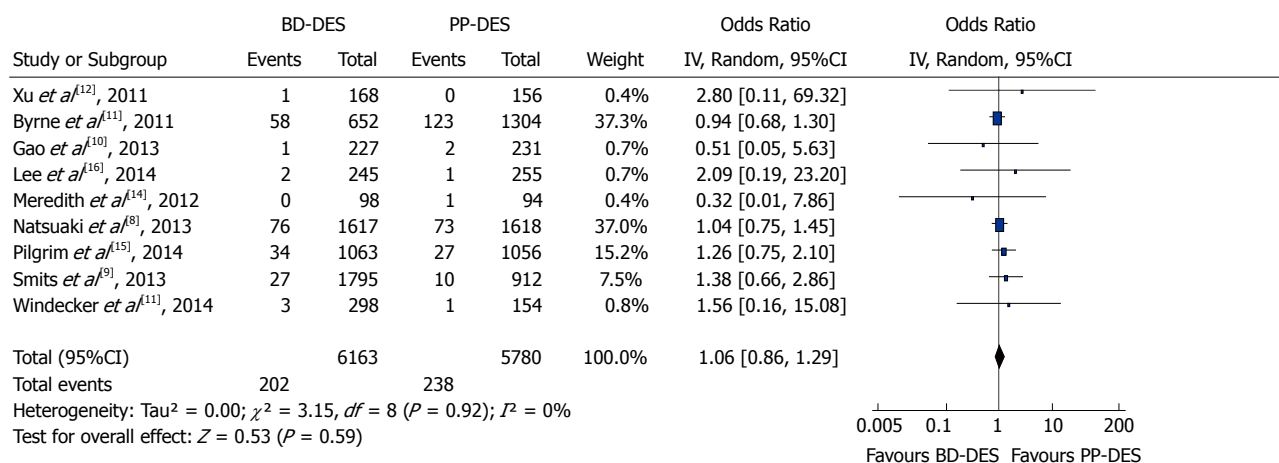 BD-DES PP-DES Odds Ratio Odds Ratio
Study or Subgroup Events Total Events Total Weight IV, Random, 95%CI IV, Random, 95%CI
Xu et al[12], 2011 1 168 0 156 0.4% 2.80 [0.11, 69.32]
Byrne et al[11], 2011 58 652 123 1304 37.3% 0.94 [0.68, 1.30]
Gao et al[10], 2013 1 227 2 231 0.7% 0.51 [0.05, 5.63]
Lee et al[16], 2014 2 245 1 255 0.7% 2.09 [0.19, 23.20]
Meredith et al[14], 2012 0 98 1 94 0.4% 0.32 [0.01, 7.86]
Natsuaki et al[8], 2013 76 1617 73 1618 37.0% 1.04 [0.75, 1.45]
Pilgrim et al[15], 2014 34 1063 27 1056 15.2% 1.26 [0.75, 2.10]
Smits et al[9], 2013 27 1795 10 912 7.5% 1.38 [0.66, 2.86]
Windecker et al[11], 2014 3 298 1 154 0.8% 1.56 [0.16, 15.08]
Total (95%CI) 6163 5780 100.0% 1.06 [0.86, 1.29]
Total events 202 238
Heterogeneity: Tau² = 0.00; χ² = 3.15, df = 8 (P = 0.92); I² = 0%
Test for overall effect: Z = 0.53 (P = 0.59)
0.005 0.1 1 10 200
Favours BD-DES Favours PP-DES